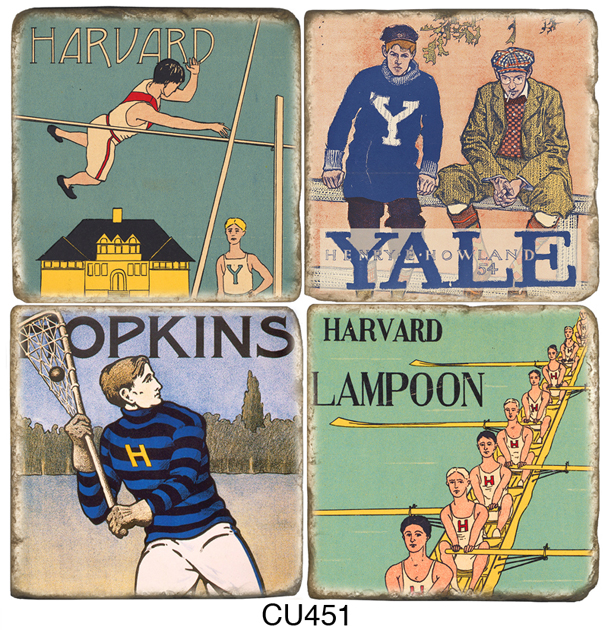 HARVARD
Y
Y
YALE
HENRY·E·HOWLAND
54
OPKINS
H
HARVARD
LAMPOON
H
H
H
H
H
CU451